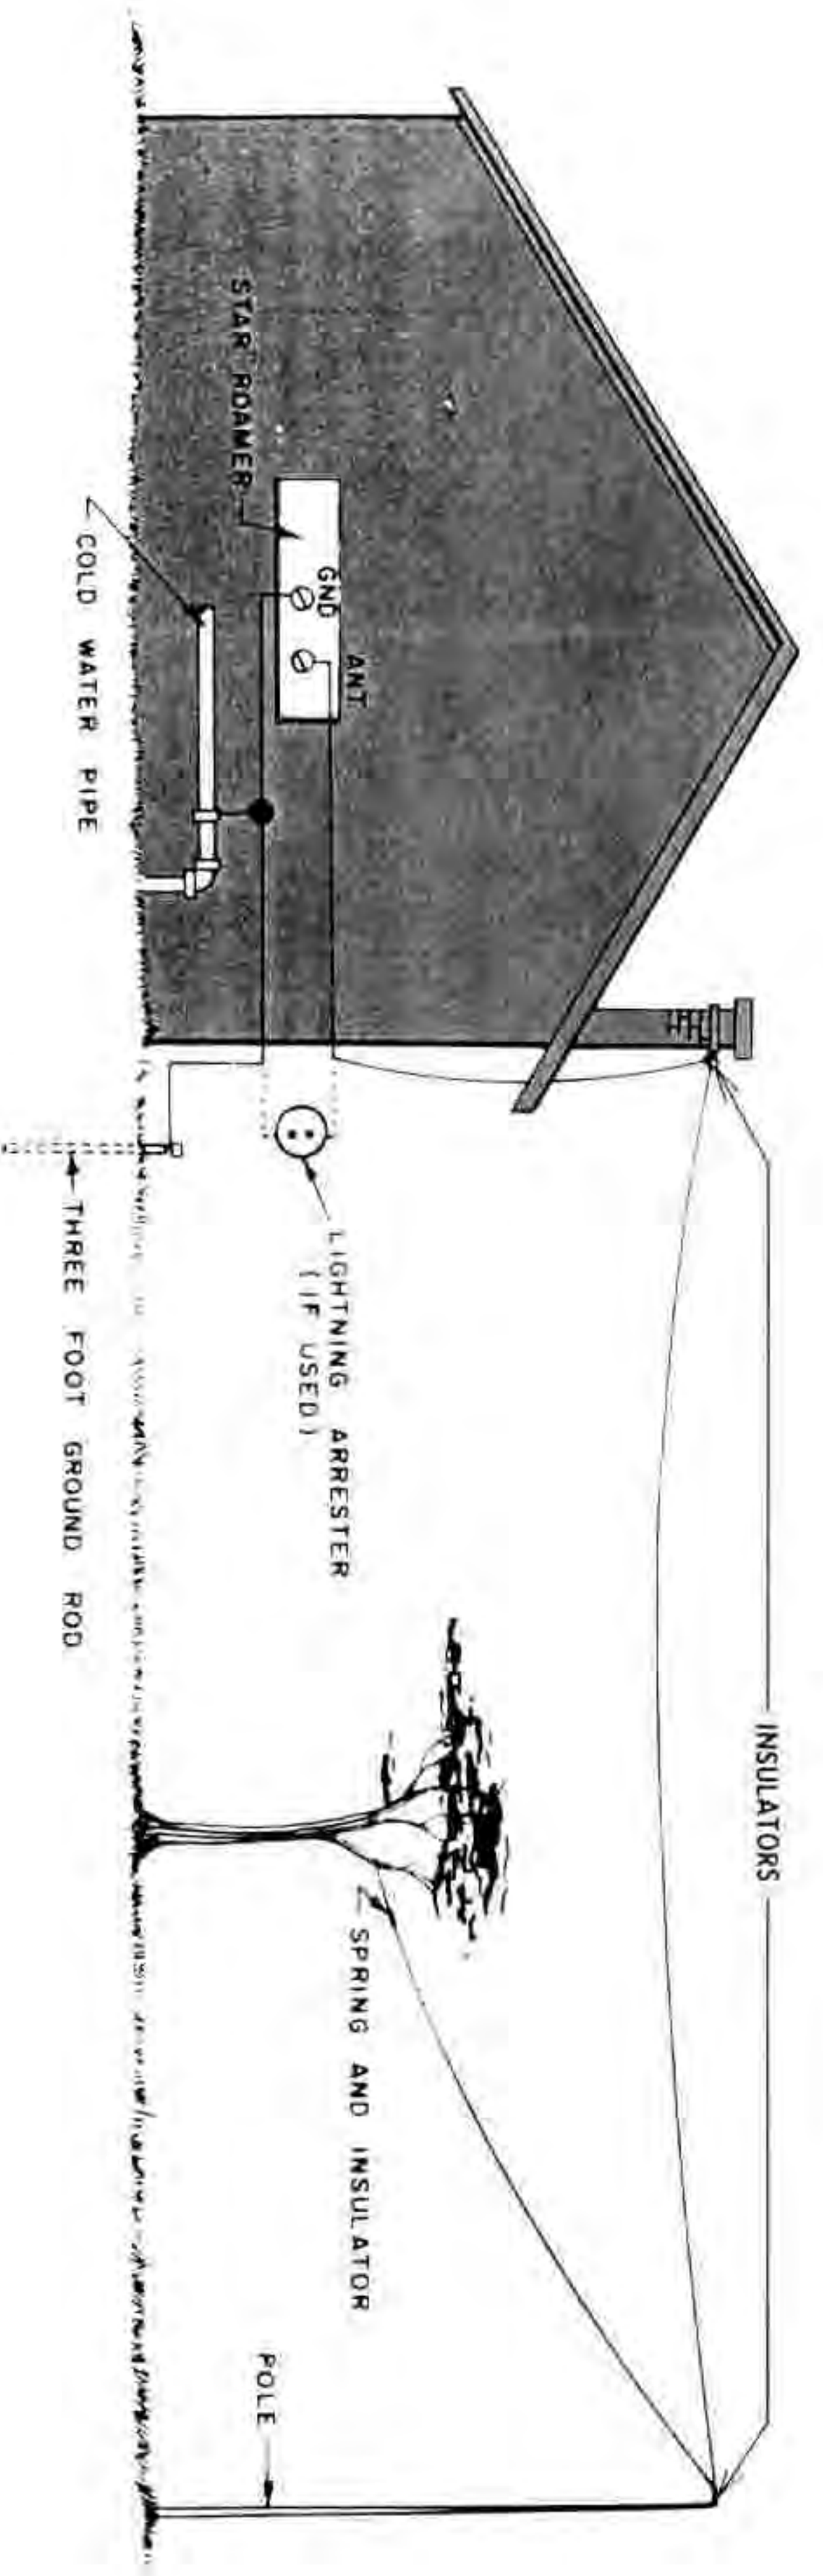 INSULATORS
ANT
GND
STAR ROAMER
LIGHTNING ARRESTER
(IF USED)
SPRING AND INSULATOR
POLE
COLD WATER PIPE
THREE FOOT GROUND ROD